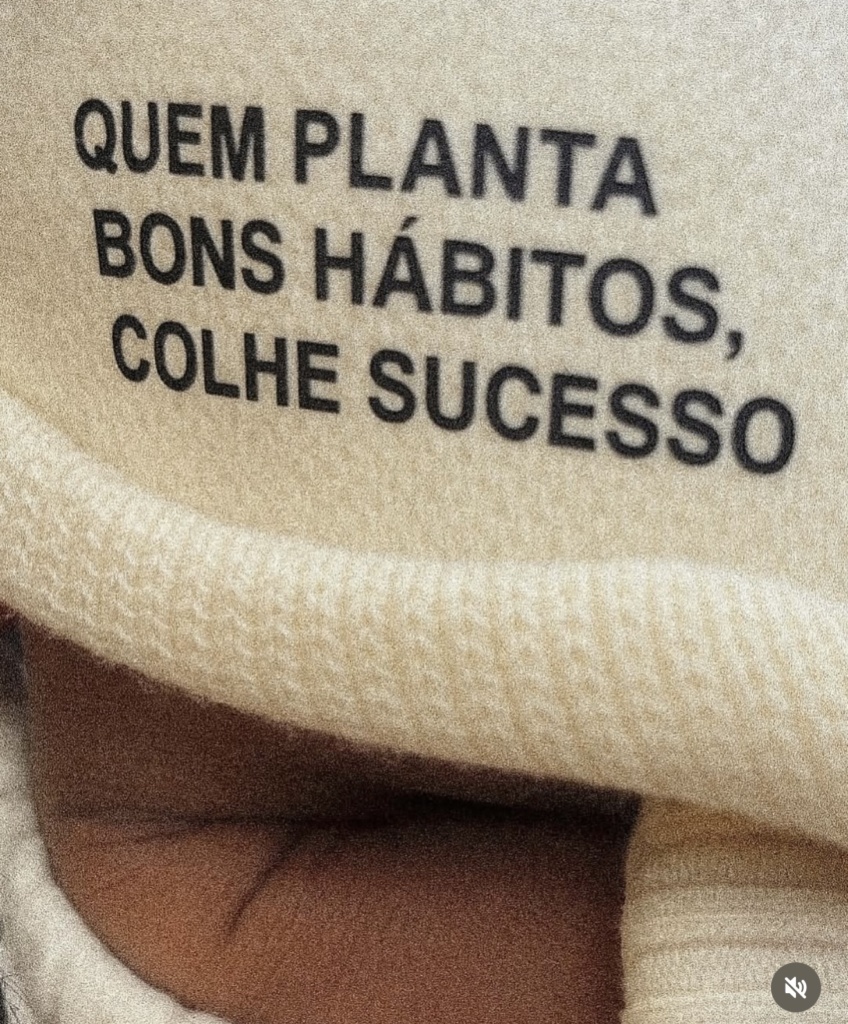 QUEM PLANTA
BONS HÁBITOS,
COLHE SUCESSO